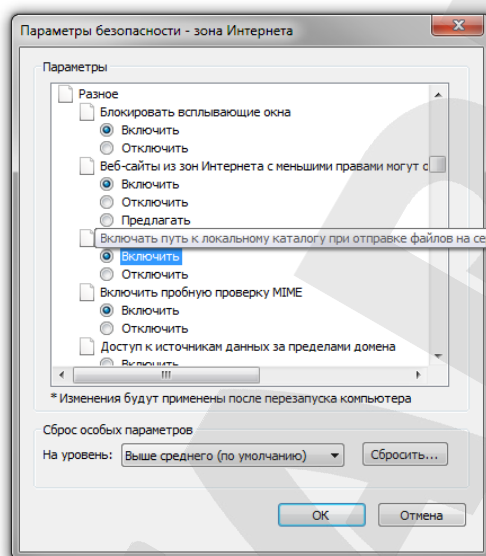 Параметры безопасности - зона Интернета
Параметры
Разное
Блокировать всплывающие окна
Включить
Отключить
Веб-сайты из зон Интернета с меньшими правами могут с
Включить
Отключить
Предлагать
Включать путь к локальному каталогу при отправке файлов на се
Включить
Отключить
Включить пробную проверку MIME
Включить
Отключить
Доступ к источникам данных за пределами домена
Включить
* Изменения будут применены после перезапуска компьютера
Сброс особых параметров
На уровень: Выше среднего (по умолчанию) Сбросить...
ОК Отмена